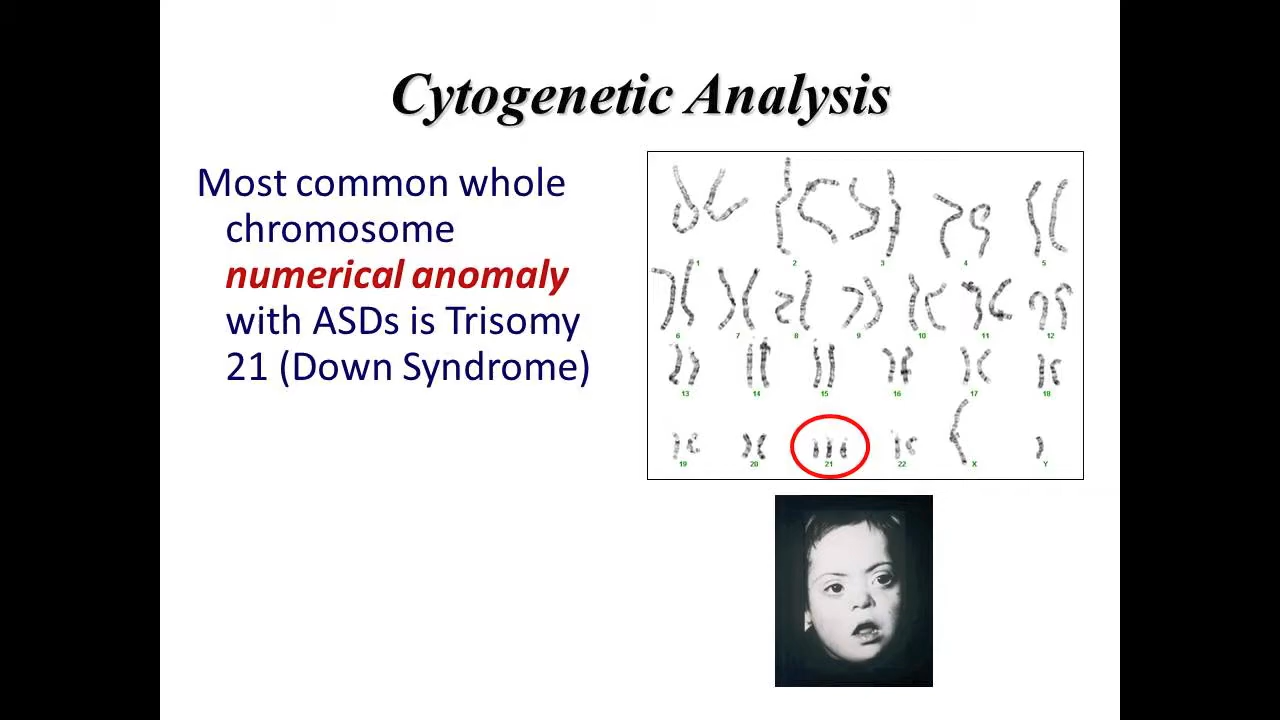 Cytogenetic Analysis
Most common whole
chromosome
numerical anomaly
with ASDs is Trisomy
21 (Down Syndrome)
1 2 3 4 5
6 7 8 9 10 11 12
13 14 15 16 17 18
19 20 21 22 X Y